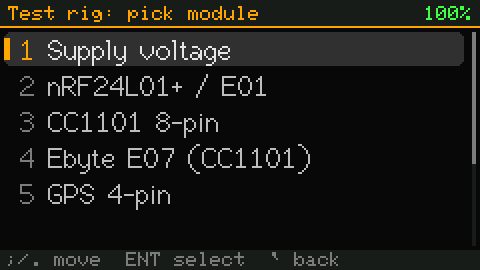 Test rig: pick module 100%
1 Supply voltage
2 nRF24L01+ / E01
3 CC1101 8-pin
4 Ebyte E07 (CC1101)
5 GPS 4-pin
;/. move ENT select ` back